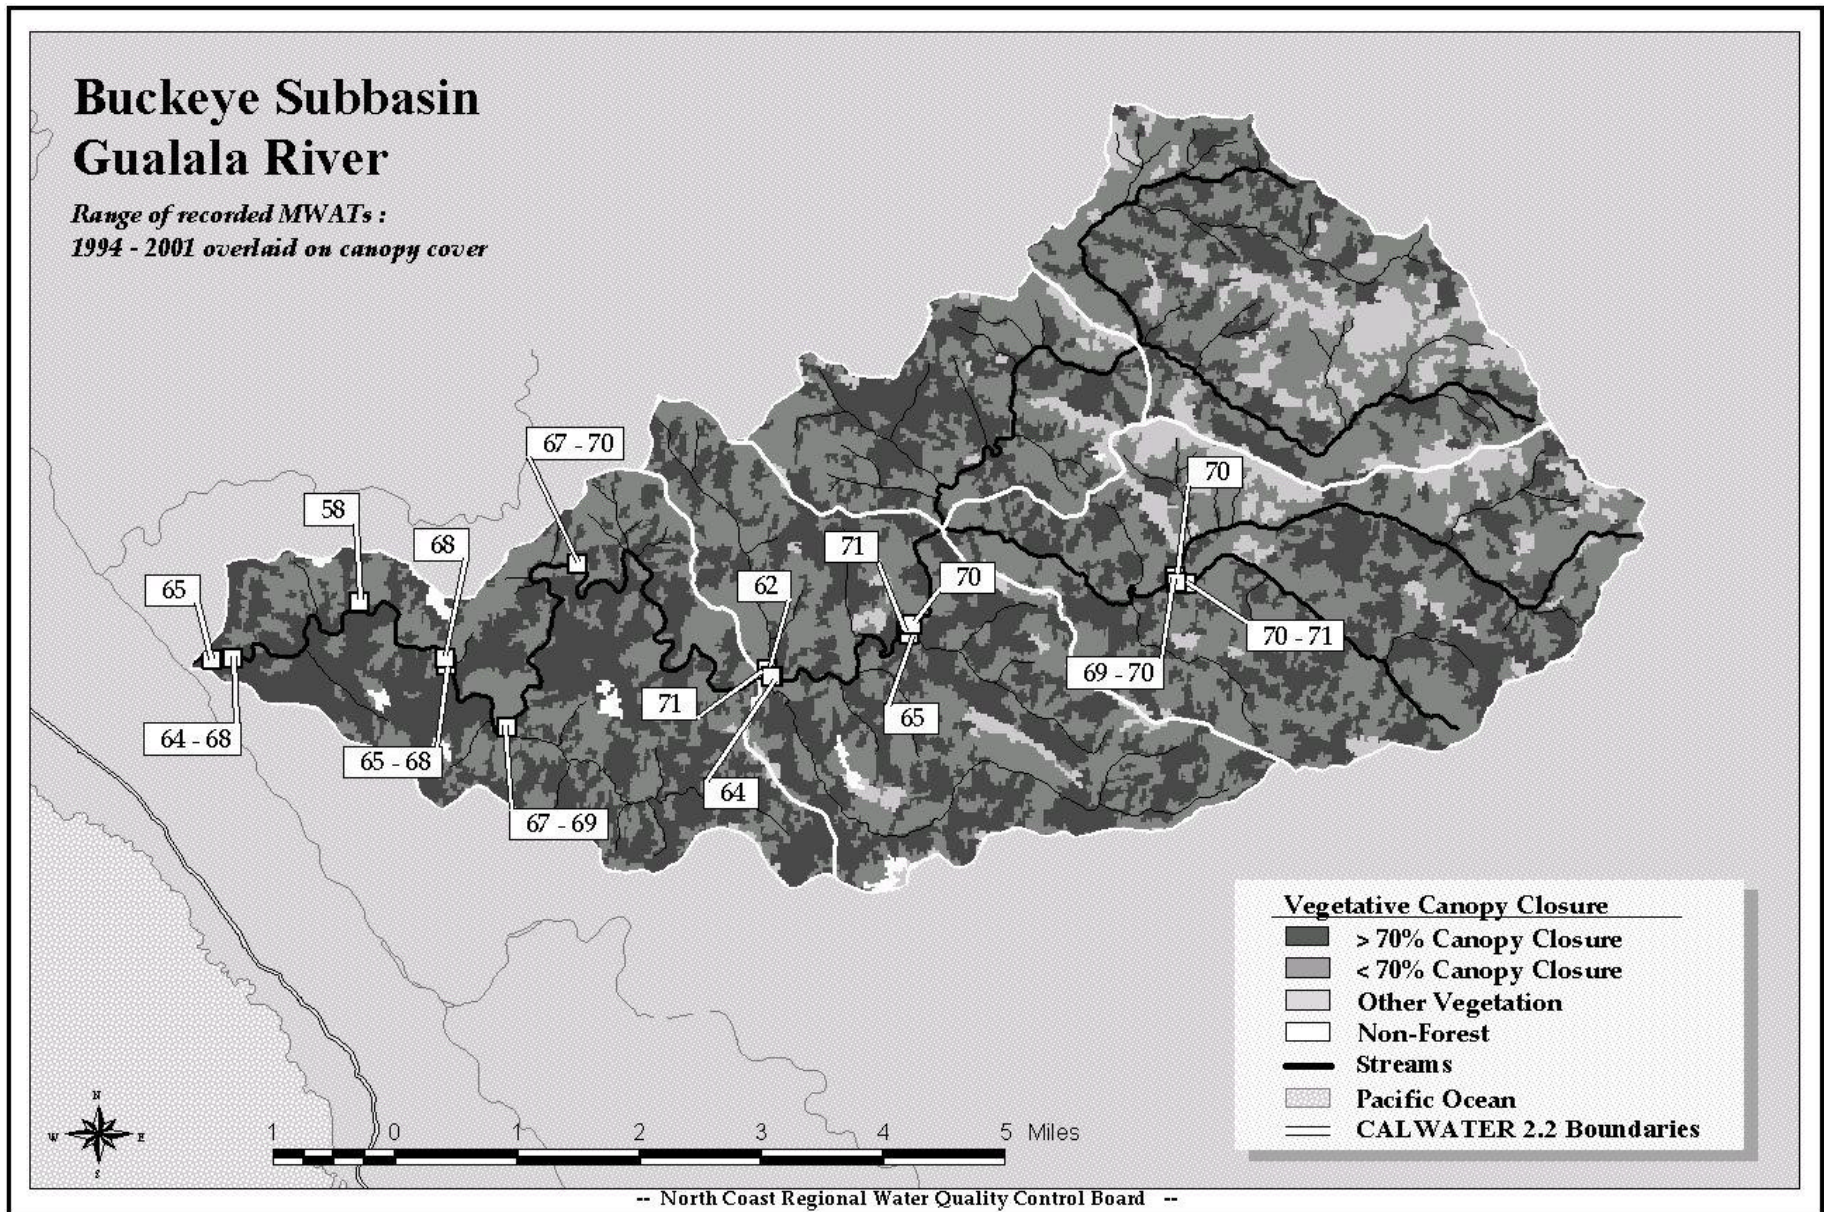 Buckeye Subbasin
Gualala River
Range of recorded MWATs :
1994 - 2001 overlaid on canopy cover
67 - 70
70
58
68
71
65
62
70
70 - 71
69 - 70
71
65
64 - 68
65 - 68
64
67 - 69
Vegetative Canopy Closure
> 70% Canopy Closure
< 70% Canopy Closure
Other Vegetation
Non-Forest
Streams
Pacific Ocean
CALWATER 2.2 Boundaries
N
W E
S
1 0 1 2 3 4 5 Miles
-- North Coast Regional Water Quality Control Board --